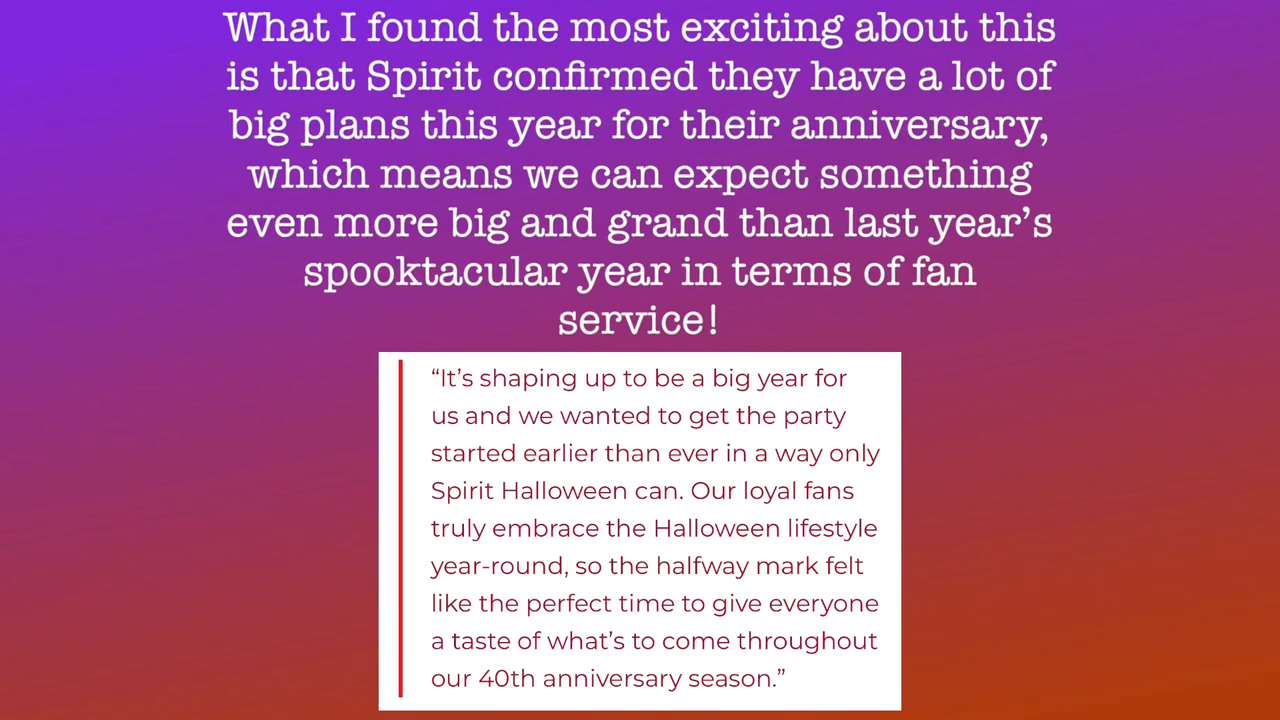 What I found the most exciting about this
is that Spirit confirmed they have a lot of
big plans this year for their anniversary,
which means we can expect something
even more big and grand than last year’s
spooktacular year in terms of fan
service!
“It’s shaping up to be a big year for
us and we wanted to get the party
started earlier than ever in a way only
Spirit Halloween can. Our loyal fans
truly embrace the Halloween lifestyle
year-round, so the halfway mark felt
like the perfect time to give everyone
a taste of what’s to come throughout
our 40th anniversary season.”